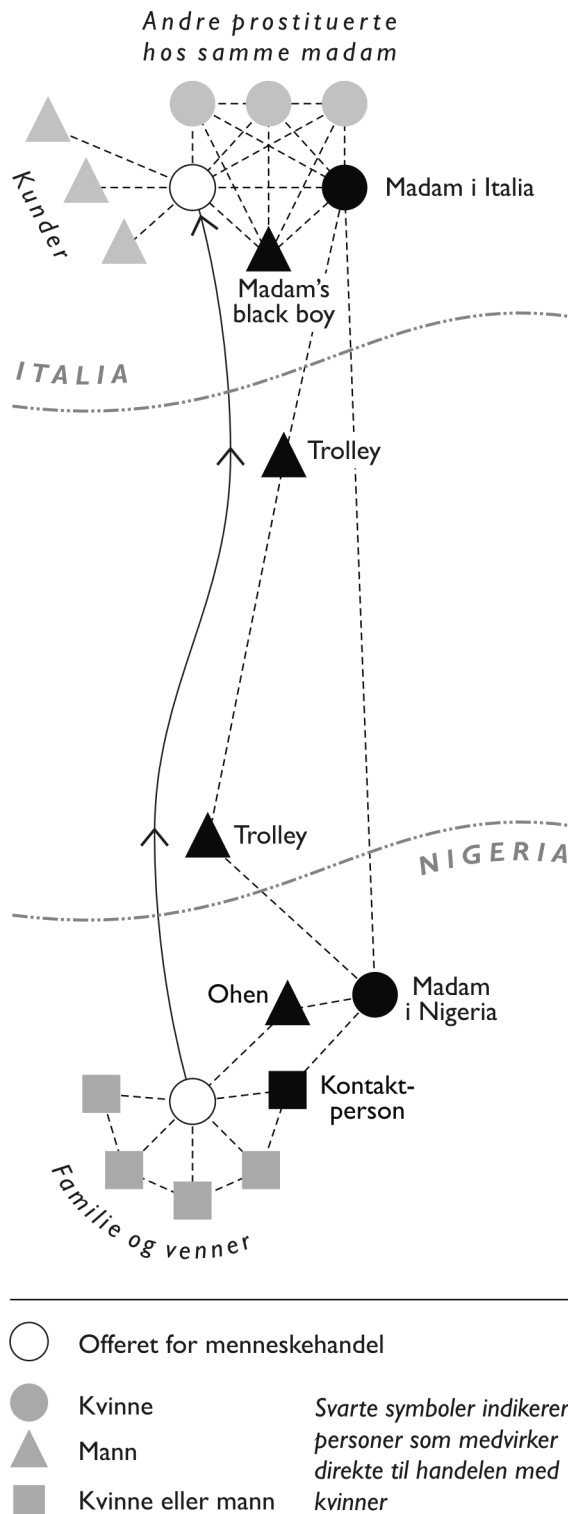 Andre prostituerte
hos samme madam
Kunder
Madam i Italia
Madam's
black boy
ITALIA
Trolley
Trolley
NIGERIA
Ohen
Madam
i Nigeria
Kontakt-
person
Familie og venner
Offeret for menneskehandel
Kvinne
Mann
Kvinne eller mann
Svarte symboler indikerer
personer som medvirker
direkte til handelen med
kvinner